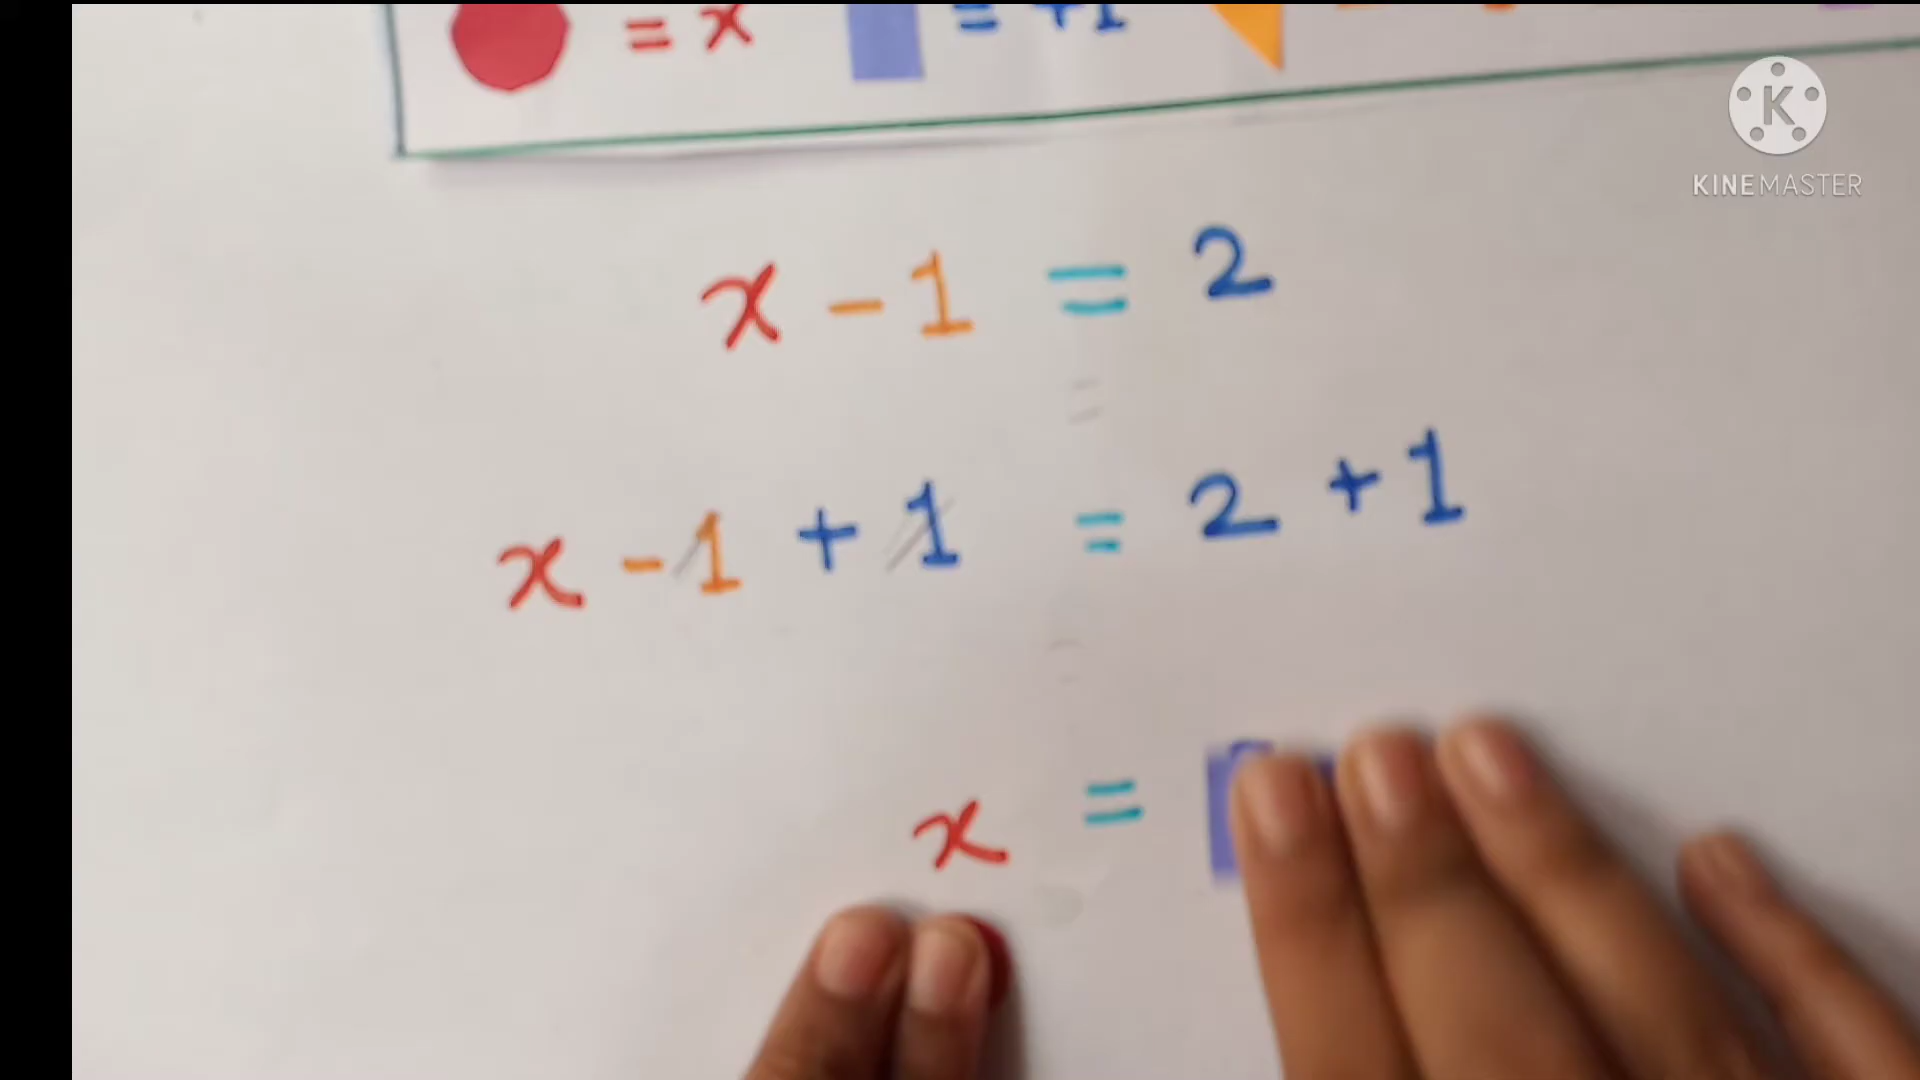 = x = +1
KINEMASTER
x - 1 = 2
x - 1 + 1 = 2 + 1
x =